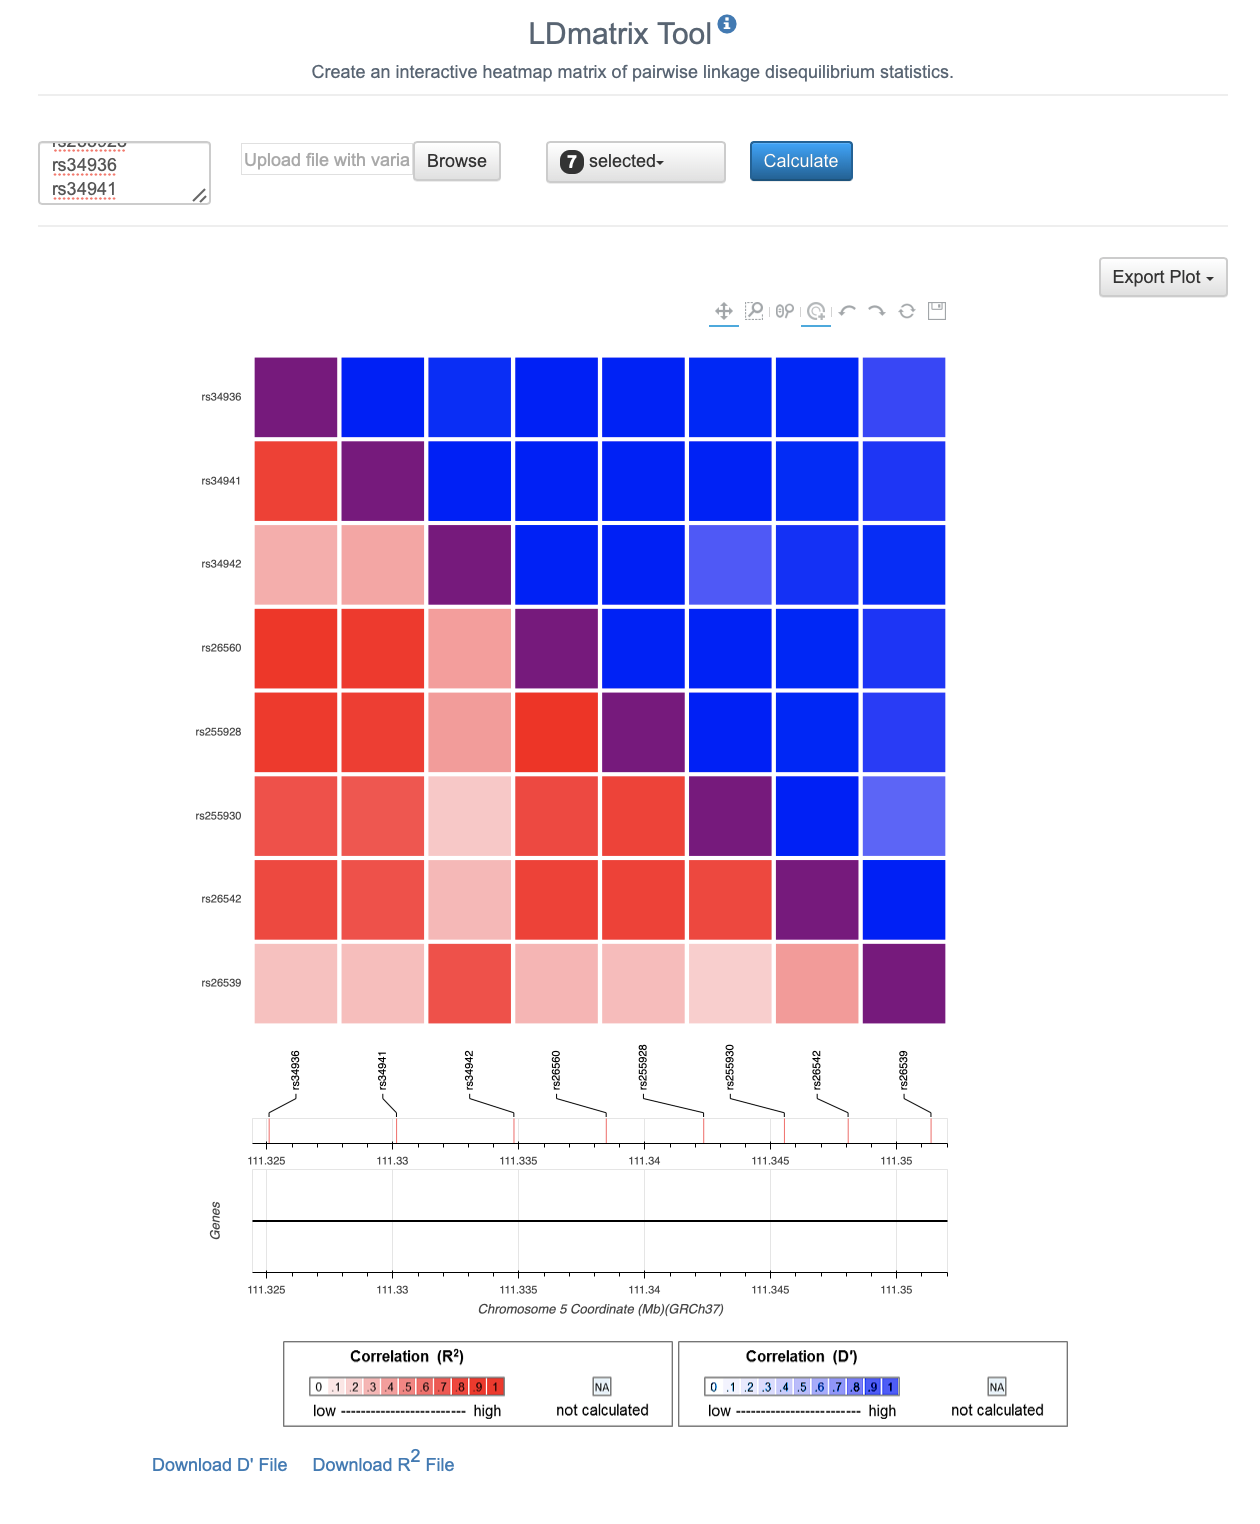 LDmatrix Tool
Create an interactive heatmap matrix of pairwise linkage disequilibrium statistics.
rs255928
rs34936
rs34941
Upload file with varia
Browse
7 selected
Calculate
Export Plot
rs34936
rs34941
rs34942
rs26560
rs255928
rs255930
rs26542
rs26539
rs34936 rs34941 rs34942 rs26560 rs255928 rs255930 rs26542 rs26539
111.325 111.33 111.335 111.34 111.345 111.35
Genes
111.325 111.33 111.335 111.34 111.345 111.35
Chromosome 5 Coordinate (Mb)(GRCh37)
Correlation (R²)
0 .1 .2 .3 .4 .5 .6 .7 .8 .9 1
NA
low ------------------------- high
not calculated
Correlation (D')
0 .1 .2 .3 .4 .5 .6 .7 .8 .9 1
NA
low ------------------------- high
not calculated
Download D' File
Download R² File